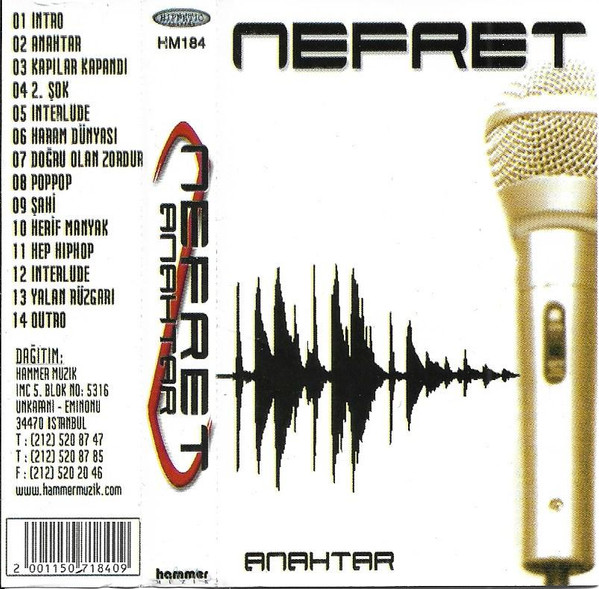 01 INTRO
02 ANAHTAR
03 KAPILAR KAPANDI
04 2. ŞOK
05 INTERLUDE
06 HARAM DÜNYASI
07 DOĞRU OLAN ZORDUR
08 POPPOP
09 ŞAHİ
10 HERİF MANYAK
11 HEP HIPHOP
12 INTERLUDE
13 YALAN RÜZGARI
14 OUTRO
DAĞITIM:
HAMMER MUZIK
IMC 5. BLOK NO: 5316
UNKAPANI - EMINONU
34470 ISTANBUL
T : (212) 520 87 47
T : (212) 520 87 85
F : (212) 520 20 46
www.hammermuzik.com
2 001150 718409
HM184
NEFRET
ANAHTAR
hammer
MUZIK
NEFRET
ANAHTAR